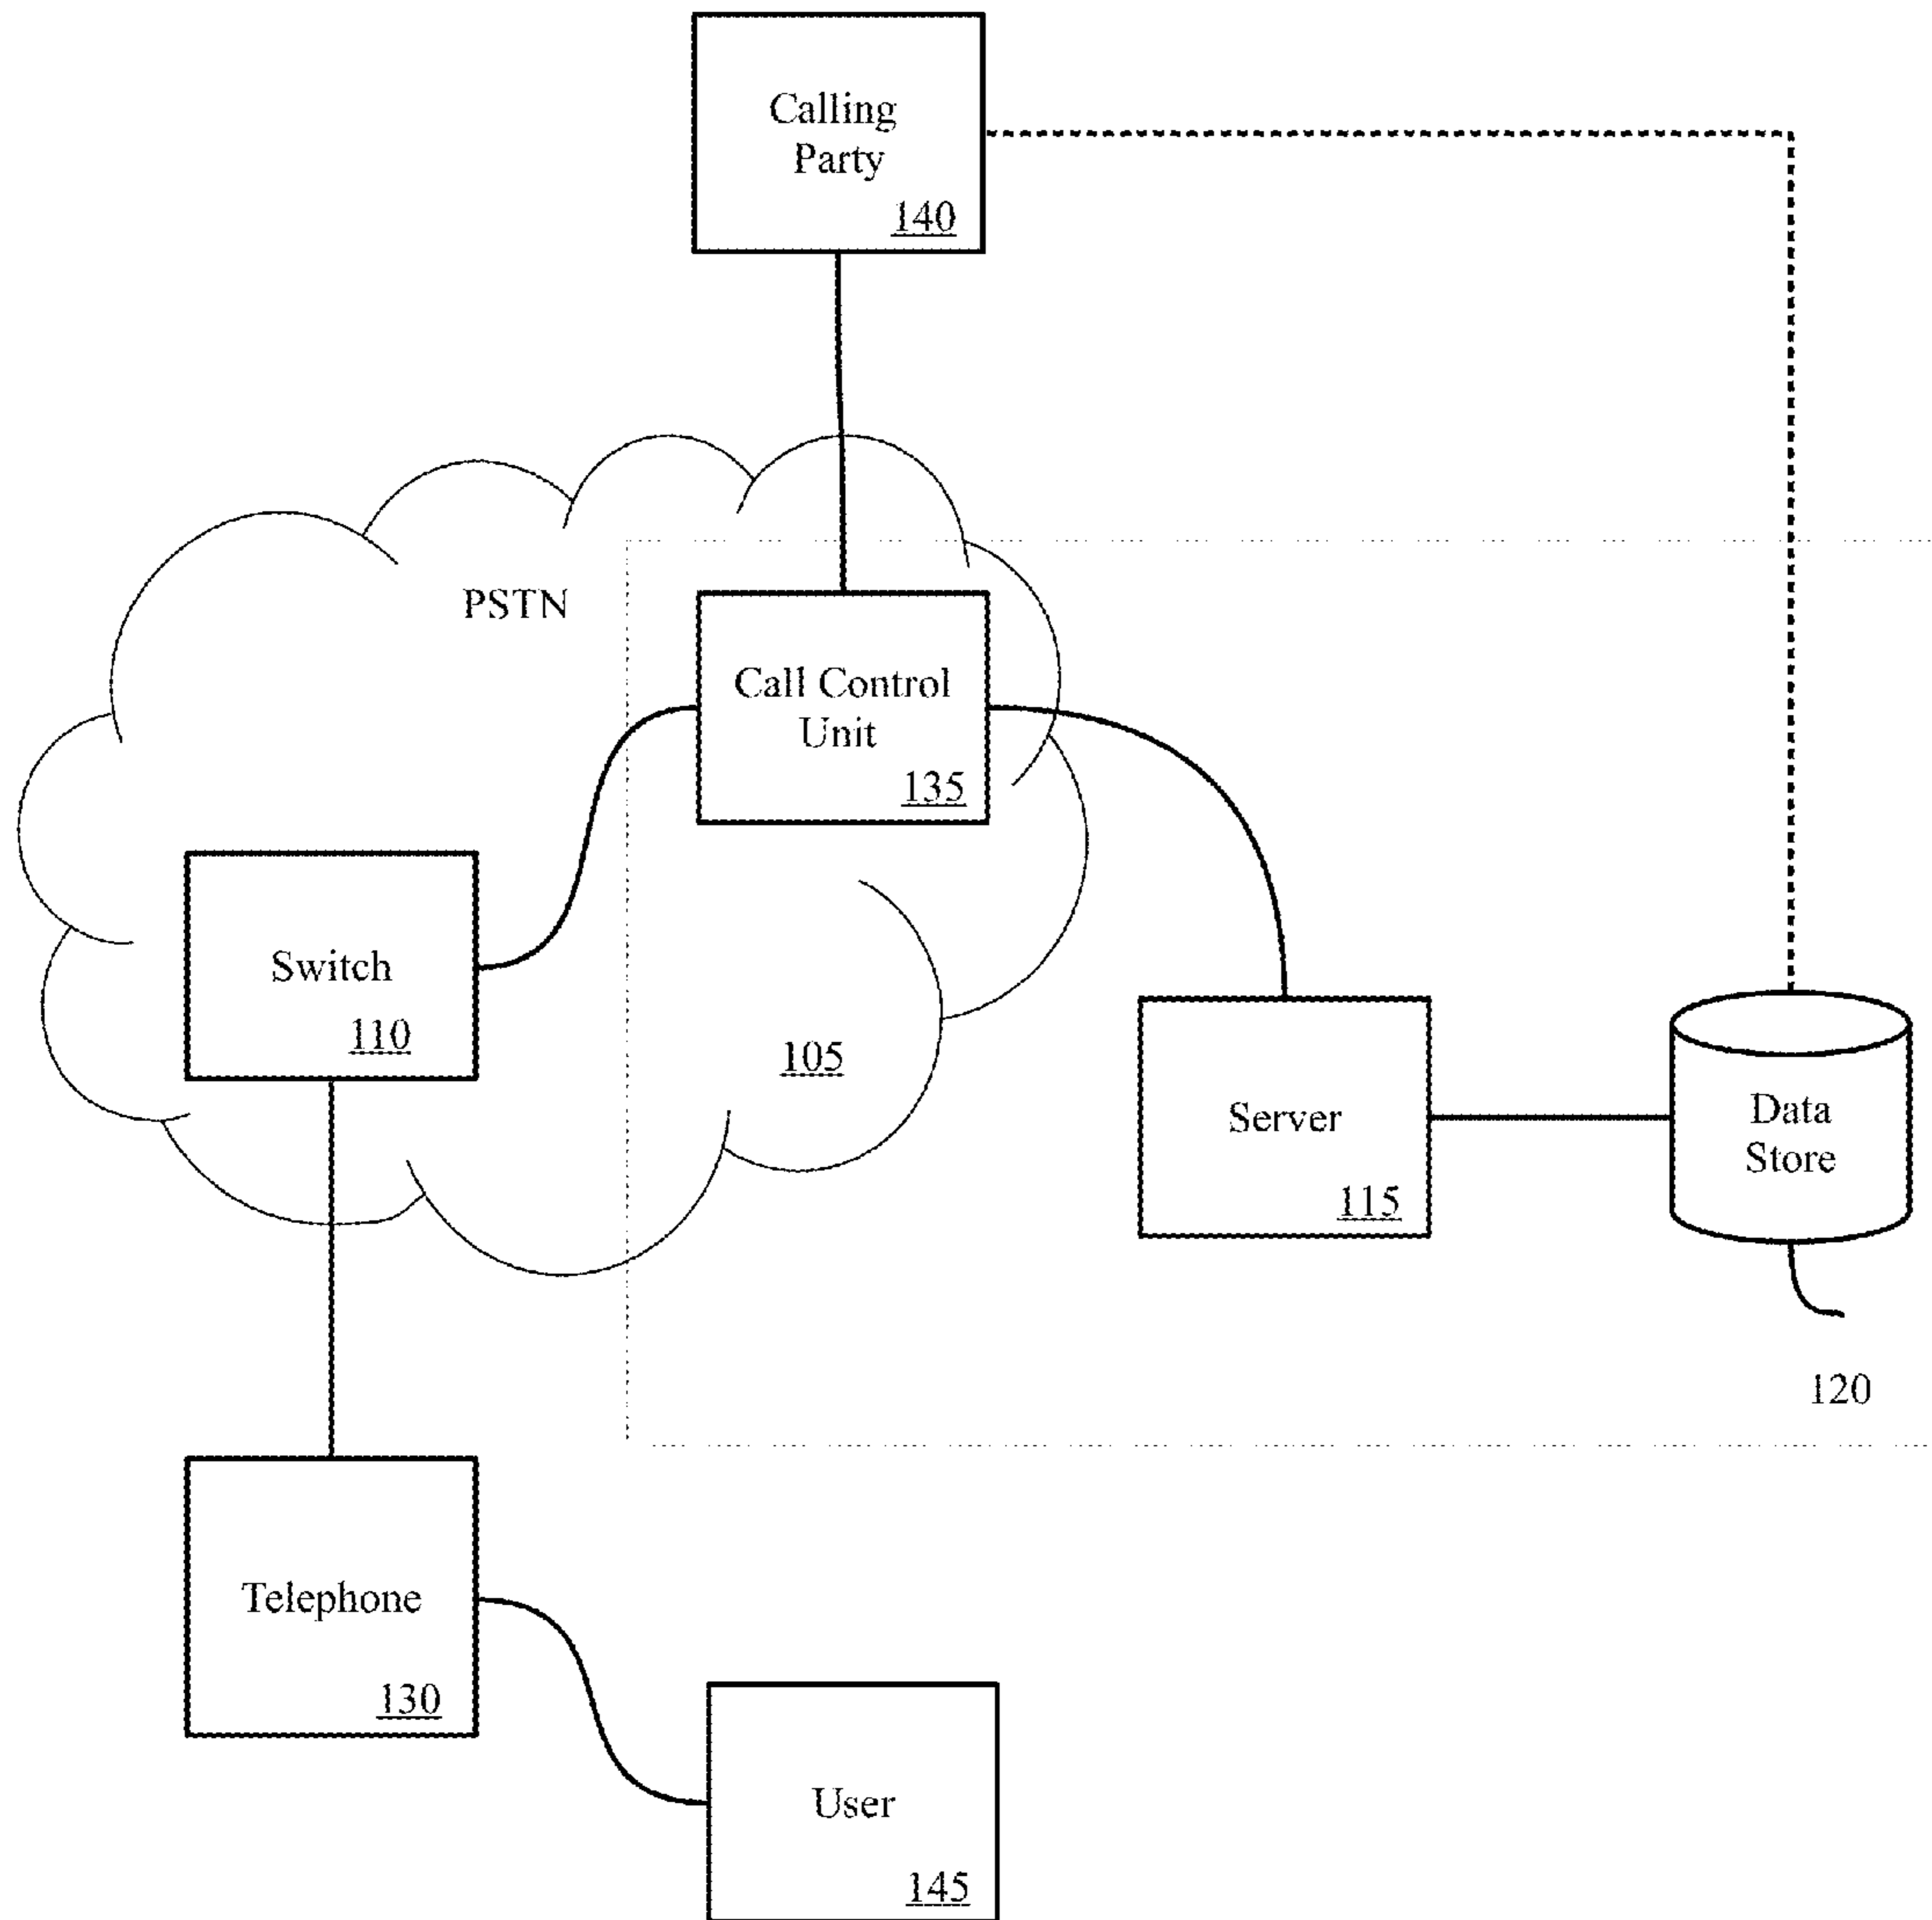 Calling
Party
140
PSTN
Call Control
Unit
135
Switch
110
105
Server
115
Data
Store
120
Telephone
130
User
145